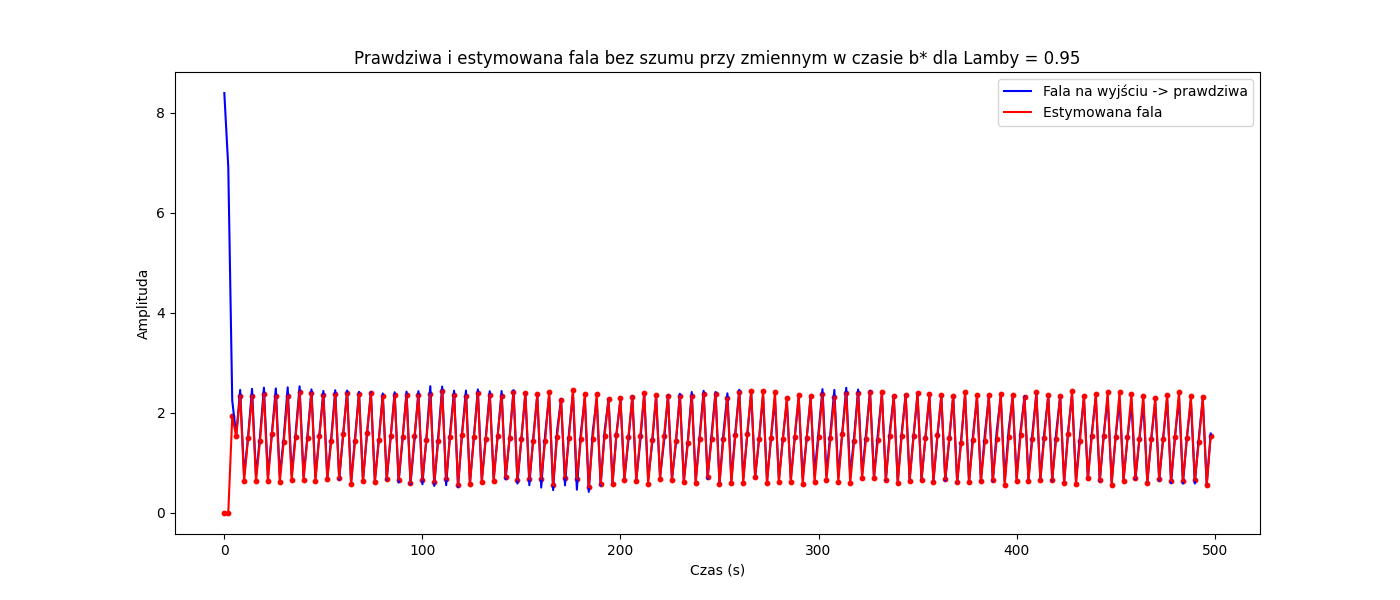 Prawdziwa i estymowana fala bez szumu przy zmiennym w czasie b* dla Lamby = 0.95
Fala na wyjściu -> prawdziwa
Estymowana fala
8
6
4
2
0
Amplituda
0 100 200 300 400 500
Czas (s)